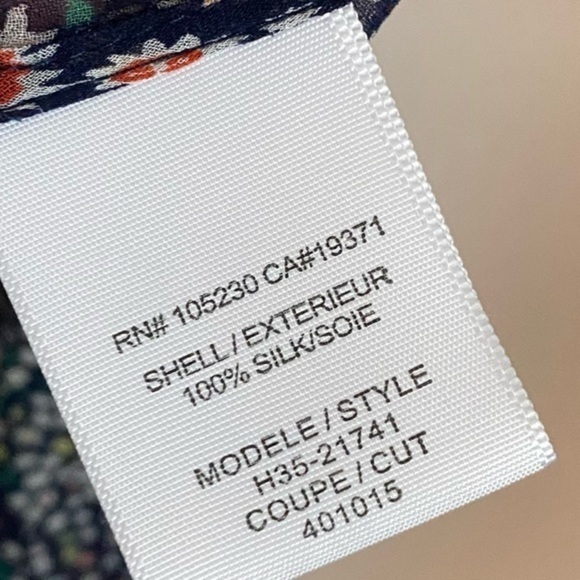 RN# 105230 CA#19371
SHELL / EXTERIEUR
100% SILK/SOIE
MODELE / STYLE
H35-21741
COUPE / CUT
401015